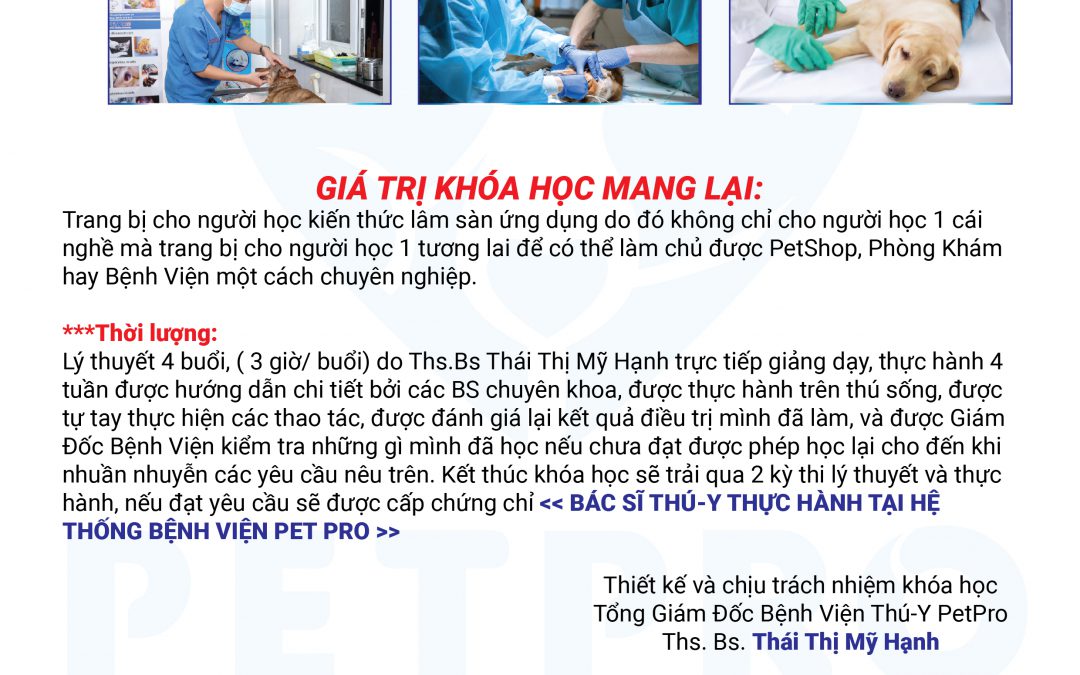 GIÁ TRỊ KHÓA HỌC MANG LẠI:
Trang bị cho người học kiến thức lâm sàn ứng dụng do đó không chỉ cho người học 1 cái
nghề mà trang bị cho người học 1 tương lai để có thể làm chủ được PetShop, Phòng Khám
hay Bệnh Viện một cách chuyên nghiệp.
***Thời lượng:
Lý thuyết 4 buổi, ( 3 giờ/ buổi) do Ths.Bs Thái Thị Mỹ Hạnh trực tiếp giảng dạy, thực hành 4
tuần được hướng dẫn chi tiết bởi các BS chuyên khoa, được thực hành trên thú sống, được
tự tay thực hiện các thao tác, được đánh giá lại kết quả điều trị mình đã làm, và được Giám
Đốc Bệnh Viện kiểm tra những gì mình đã học nếu chưa đạt được phép học lại cho đến khi
nhuần nhuyễn các yêu cầu nêu trên. Kết thúc khóa học sẽ trải qua 2 kỳ thi lý thuyết và thực
hành, nếu đạt yêu cầu sẽ được cấp chứng chỉ << BÁC SĨ THÚ-Y THỰC HÀNH TẠI HỆ
THỐNG BỆNH VIỆN PET PRO >>
PETPRO
Thiết kế và chịu trách nhiệm khóa học
Tổng Giám Đốc Bệnh Viện Thú-Y PetPro
Ths. Bs. Thái Thị Mỹ Hạnh